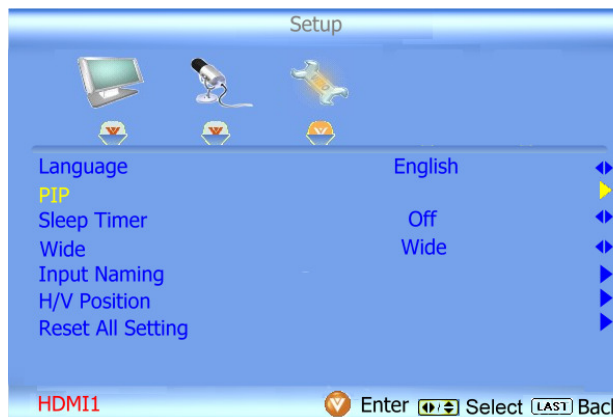 Setup
Language English
PIP
Sleep Timer Off
Wide Wide
Input Naming
H/V Position
Reset All Setting
HDMI1 Enter Select LAST Back